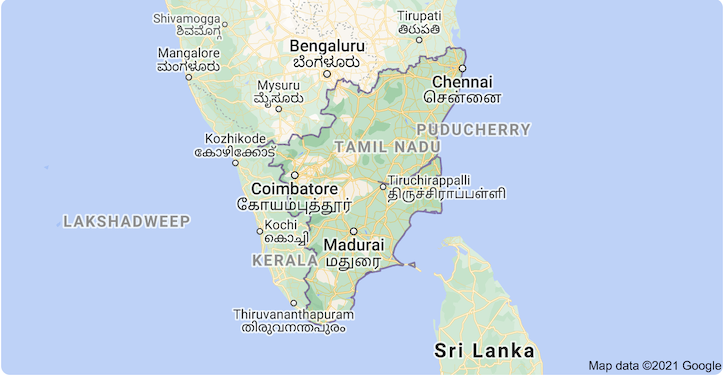 Shivamogga
ಶಿವಮೊಗ್ಗ
Tirupati
తిరుపతి
Mangalore
ಮಂಗಳೂರು
Bengaluru
ಬೆಂಗಳೂರು
Mysuru
ಮೈಸೂರು
Chennai
சென்னை
PUDUCHERRY
TAMIL NADU
Kozhikode
കോഴിക്കോട്
Coimbatore
கோயம்புத்தூர்
Tiruchirappalli
திருச்சிராப்பள்ளி
LAKSHADWEEP
Kochi
കൊച്ചി
KERALA
Madurai
மதுரை
Thiruvananthapuram
തിരുവനന്തപുരം
Sri Lanka
Map data ©2021 Google